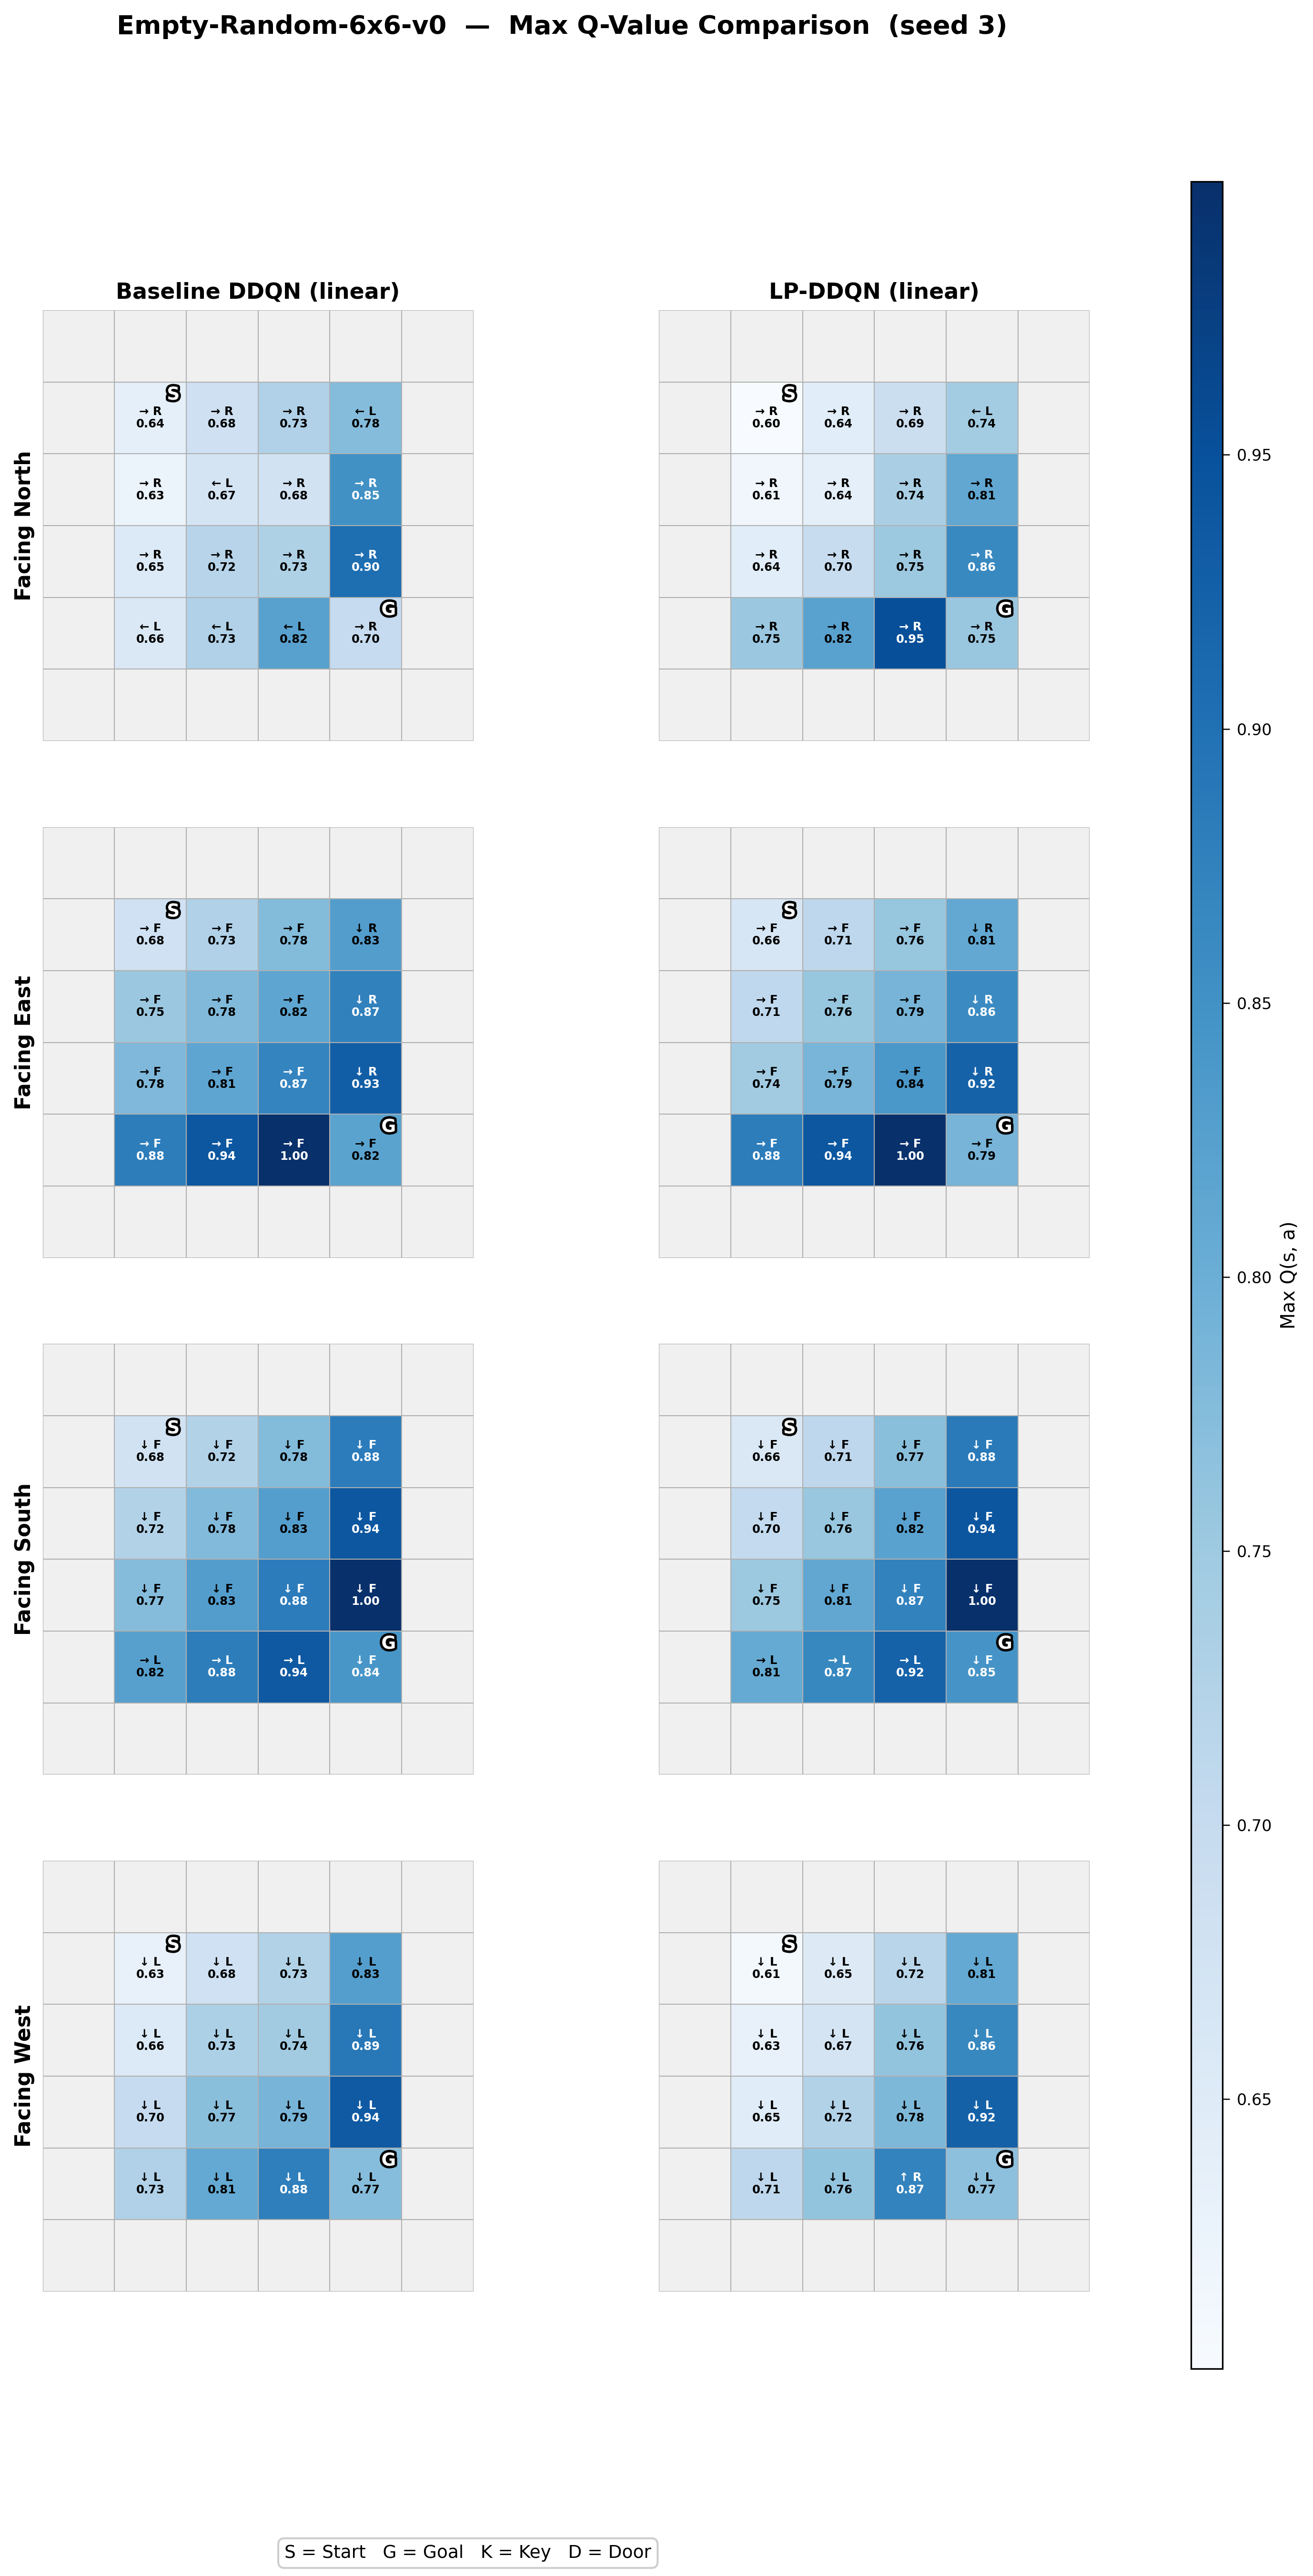 Empty-Random-6x6-v0 — Max Q-Value Comparison (seed 3)
Baseline DDQN (linear)
LP-DDQN (linear)
Facing North
S
→ R → R → R ← L
0.64 0.68 0.73 0.78
→ R ← L → R → R
0.63 0.67 0.68 0.85
→ R → R → R → R
0.65 0.72 0.73 0.90
G
← L ← L ← L → R
0.66 0.73 0.82 0.70
S
→ R → R → R ← L
0.60 0.64 0.69 0.74
→ R → R → R → R
0.61 0.64 0.74 0.81
→ R → R → R → R
0.64 0.70 0.75 0.86
G
→ R → R → R → R
0.75 0.82 0.95 0.75
Facing East
S
→ F → F → F ↓ R
0.68 0.73 0.78 0.83
→ F → F → F ↓ R
0.75 0.78 0.82 0.87
→ F → F → F ↓ R
0.78 0.81 0.87 0.93
G
→ F → F → F → F
0.88 0.94 1.00 0.82
S
→ F → F → F ↓ R
0.66 0.71 0.76 0.81
→ F → F → F ↓ R
0.71 0.76 0.79 0.86
→ F → F → F ↓ R
0.74 0.79 0.84 0.92
G
→ F → F → F → F
0.88 0.94 1.00 0.79
Facing South
S
↓ F ↓ F ↓ F ↓ F
0.68 0.72 0.78 0.88
↓ F ↓ F ↓ F ↓ F
0.72 0.78 0.83 0.94
↓ F ↓ F ↓ F ↓ F
0.77 0.83 0.88 1.00
G
→ L → L → L ↓ F
0.82 0.88 0.94 0.84
S
↓ F ↓ F ↓ F ↓ F
0.66 0.71 0.77 0.88
↓ F ↓ F ↓ F ↓ F
0.70 0.76 0.82 0.94
↓ F ↓ F ↓ F ↓ F
0.75 0.81 0.87 1.00
G
→ L → L → L ↓ F
0.81 0.87 0.92 0.85
Facing West
S
↓ L ↓ L ↓ L ↓ L
0.63 0.68 0.73 0.83
↓ L ↓ L ↓ L ↓ L
0.66 0.73 0.74 0.89
↓ L ↓ L ↓ L ↓ L
0.70 0.77 0.79 0.94
G
↓ L ↓ L ↓ L ↓ L
0.73 0.81 0.88 0.77
S
↓ L ↓ L ↓ L ↓ L
0.61 0.65 0.72 0.81
↓ L ↓ L ↓ L ↓ L
0.63 0.67 0.76 0.86
↓ L ↓ L ↓ L ↓ L
0.65 0.72 0.78 0.92
G
↓ L ↓ L ↑ R ↓ L
0.71 0.76 0.87 0.77
0.95
0.90
0.85
0.80
0.75
0.70
0.65
Max Q(s, a)
S = Start G = Goal K = Key D = Door